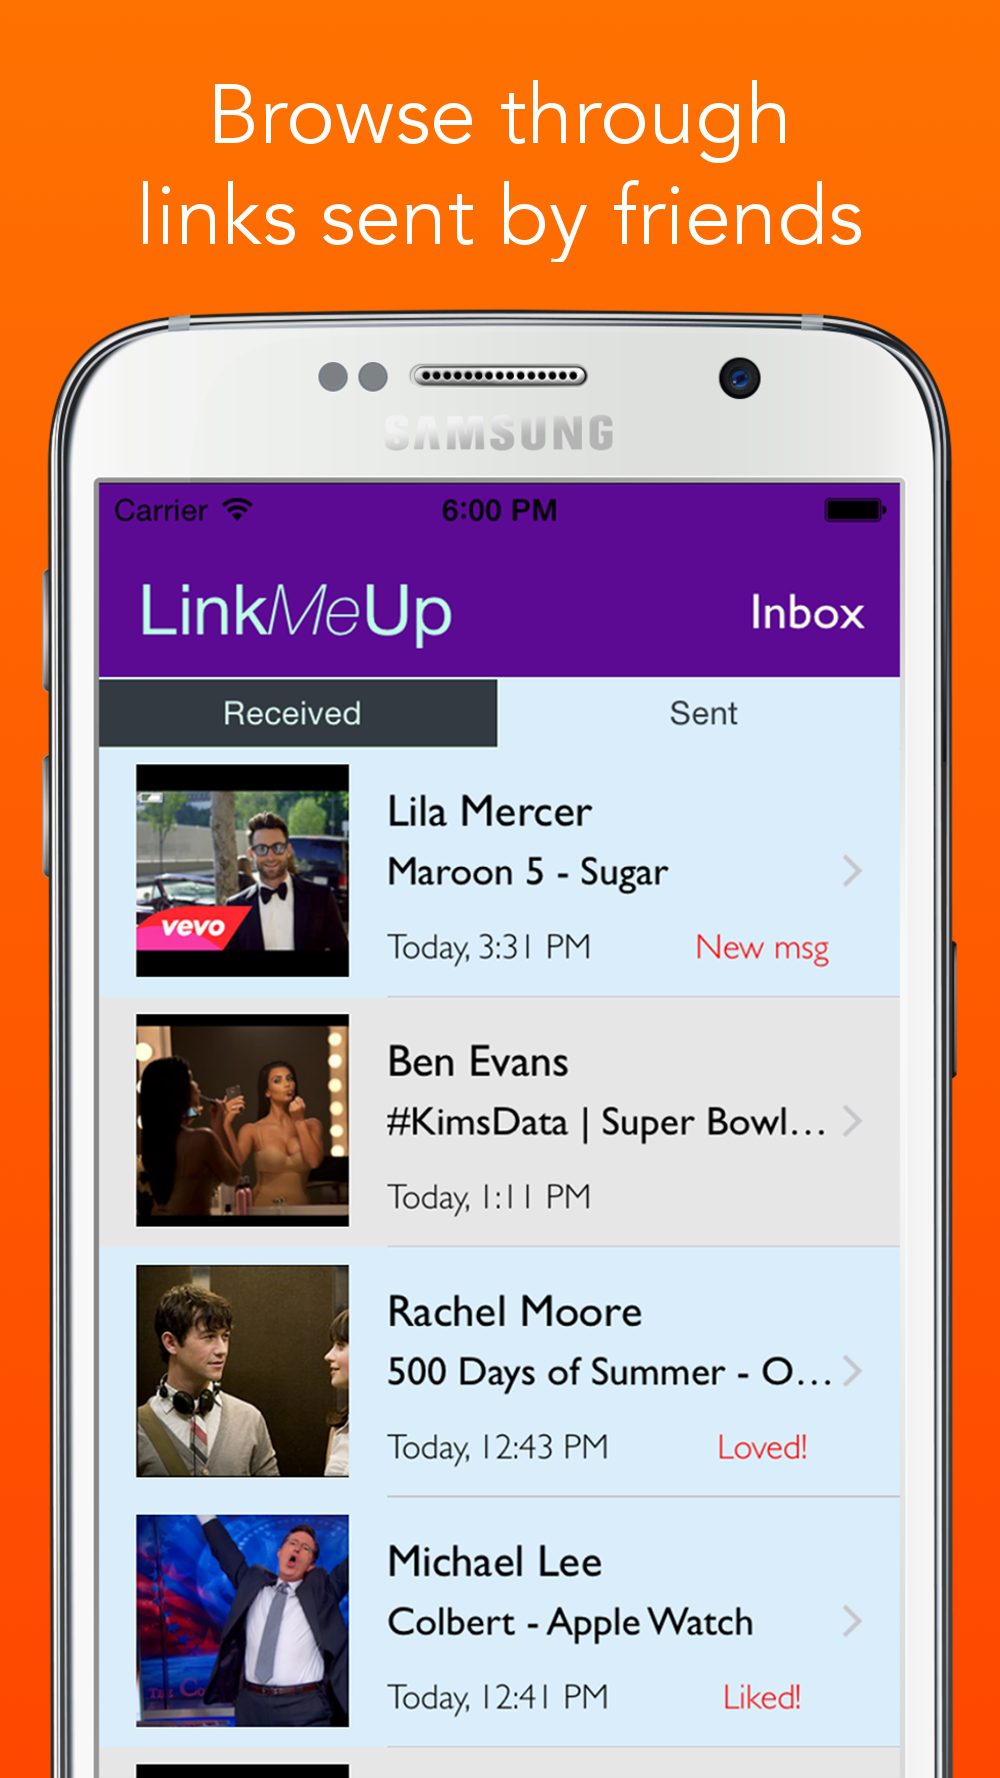 Browse through
links sent by friends
SAMSUNG
Carrier 6:00 PM
LinkMeUp Inbox
Received Sent
Lila Mercer
Maroon 5 - Sugar
vevo
Today, 3:31 PM New msg
Ben Evans
#KimsData | Super Bowl...
Today, 1:11 PM
Rachel Moore
500 Days of Summer - O...
Today, 12:43 PM Loved!
Michael Lee
Colbert - Apple Watch
Today, 12:41 PM Liked!